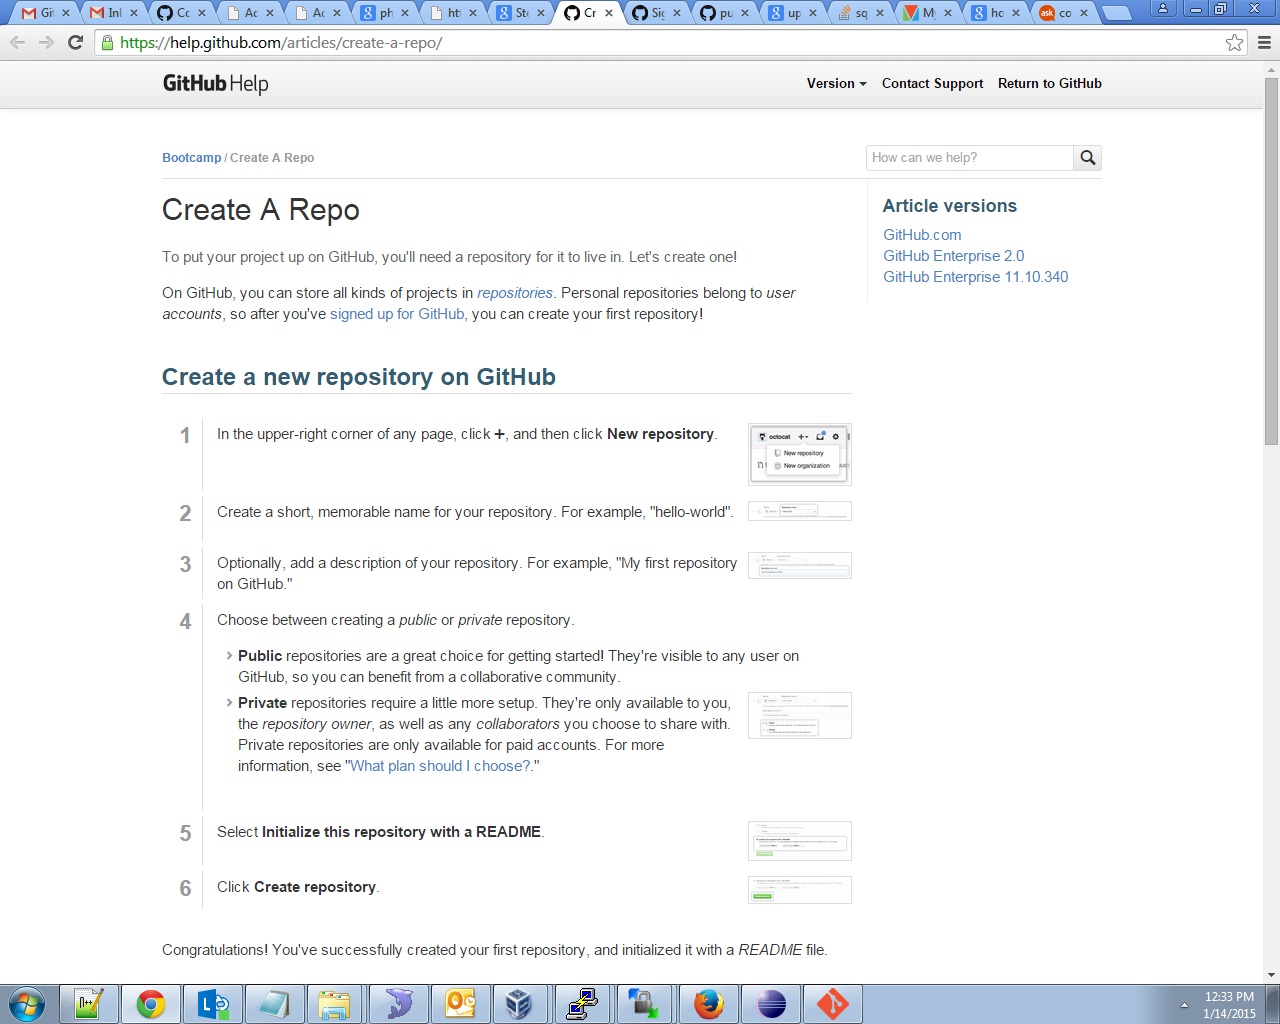 Git
Inl
Co
Ac
Ac
ph
htt
Ste
Cr
Sig
pu
up
sq
My
ho
co
https://help.github.com/articles/create-a-repo/
GitHub Help
Version Contact Support Return to GitHub
Bootcamp / Create A Repo
How can we help?
Create A Repo
Article versions
GitHub.com
GitHub Enterprise 2.0
GitHub Enterprise 11.10.340
To put your project up on GitHub, you'll need a repository for it to live in. Let's create one!
On GitHub, you can store all kinds of projects in repositories. Personal repositories belong to user
accounts, so after you've signed up for GitHub, you can create your first repository!
Create a new repository on GitHub
1 In the upper-right corner of any page, click +, and then click New repository.
octocat
New repository
New organization
2 Create a short, memorable name for your repository. For example, "hello-world".
3 Optionally, add a description of your repository. For example, "My first repository
on GitHub."
4 Choose between creating a public or private repository.
Public repositories are a great choice for getting started! They're visible to any user on
GitHub, so you can benefit from a collaborative community.
Private repositories require a little more setup. They're only available to you,
the repository owner, as well as any collaborators you choose to share with.
Private repositories are only available for paid accounts. For more
information, see "What plan should I choose?."
5 Select Initialize this repository with a README.
6 Click Create repository.
Congratulations! You've successfully created your first repository, and initialized it with a README file.
12:33 PM
1/14/2015